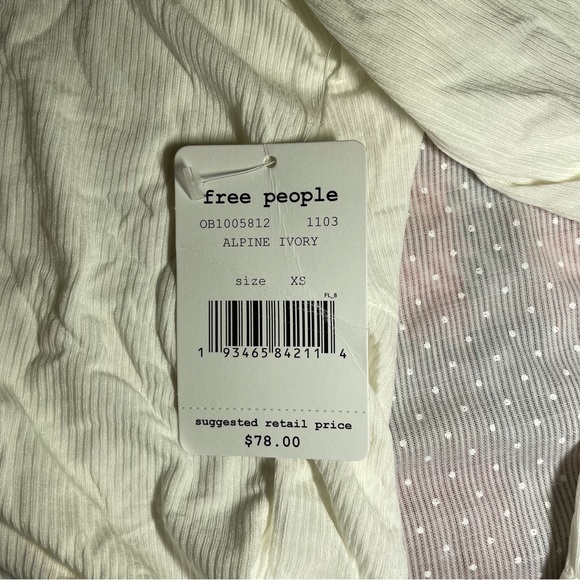 free people
OB1005812 1103
ALPINE IVORY
size XS
FL_8
1 93465 84211 4
suggested retail price
$78.00